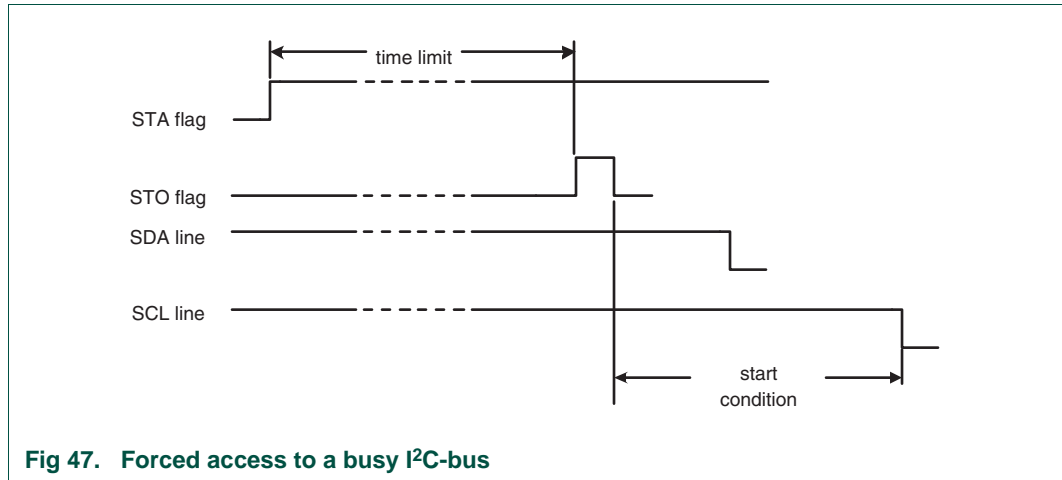 time limit
STA flag
STO flag
SDA line
SCL line
start
condition
Fig 47. Forced access to a busy I²C-bus